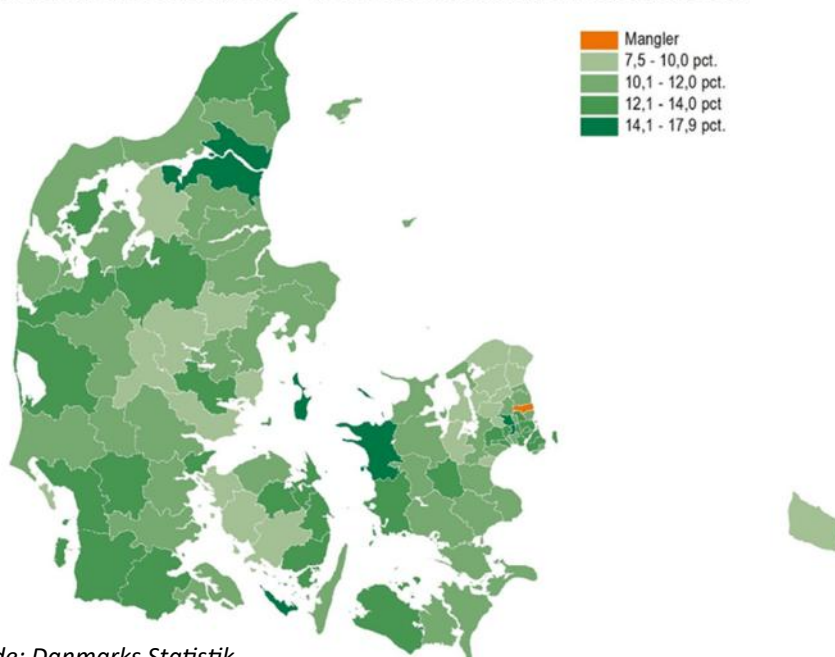 Mangler
7,5 - 10,0 pct.
10,1 - 12,0 pct.
12,1 - 14,0 pct
14,1 - 17,9 pct.
de: Danmarks Statistik